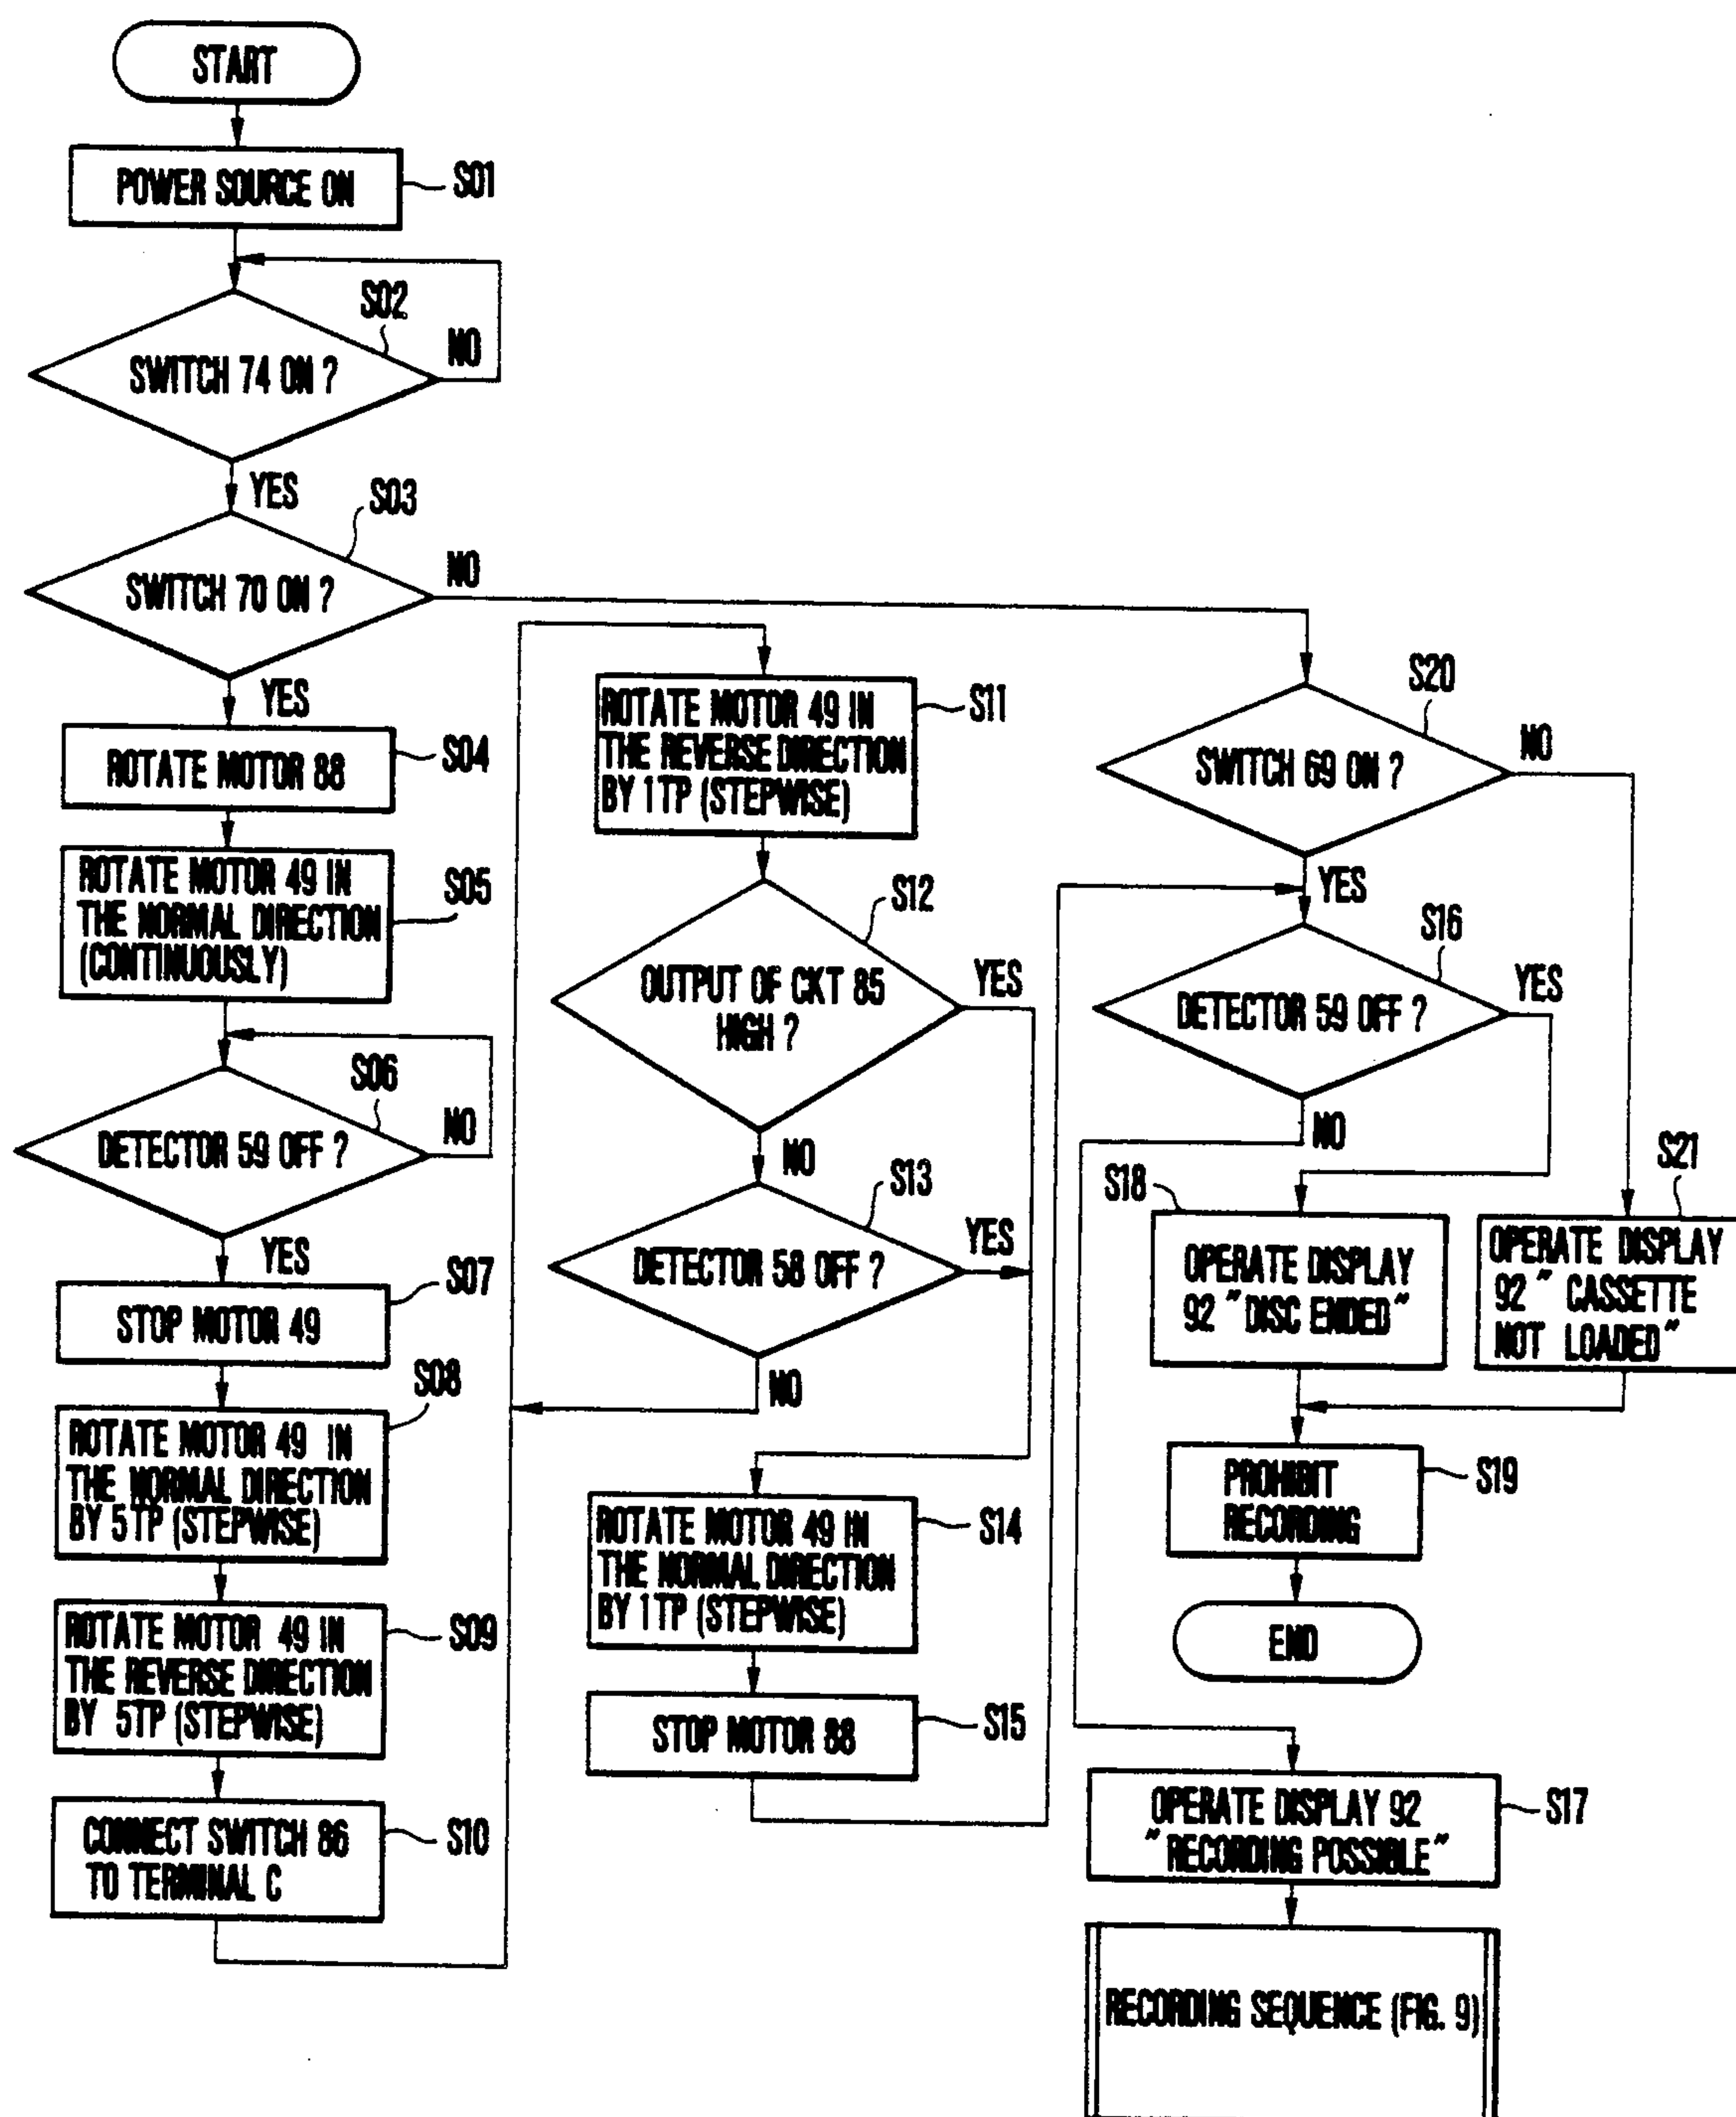 START
POWER SOURCE ON
S01
S02
SWITCH 74 ON ?
NO
YES
S03
SWITCH 70 ON ?
NO
YES
ROTATE MOTOR 88
S04
ROTATE MOTOR 49 IN
THE NORMAL DIRECTION
(CONTINUOUSLY)
S05
S06
DETECTOR 59 OFF ?
NO
YES
STOP MOTOR 49
S07
S08
ROTATE MOTOR 49 IN
THE NORMAL DIRECTION
BY 5 TP (STEPWISE)
ROTATE MOTOR 49 IN
THE REVERSE DIRECTION
BY 5TP (STEPWISE)
S09
CONNECT SWITCH 86
TO TERMINAL C
S10
ROTATE MOTOR 49 IN
THE REVERSE DIRECTION
BY 1TP (STEPWISE)
S11
S12
OUTPUT OF CKT 85
HIGH ?
YES
NO
S13
DETECTOR 58 OFF ?
YES
NO
ROTATE MOTOR 49 IN
THE NORMAL DIRECTION
BY 1TP (STEPWISE)
S14
STOP MOTOR 88
S15
S20
SWITCH 69 ON ?
NO
YES
S16
DETECTOR 59 OFF ?
YES
NO
S18
OPERATE DISPLAY
92 "DISC ENDED"
S21
OPERATE DISPLAY
92 " CASSETTE
NOT LOADED"
PROHIBIT
RECORDING
S19
END
OPERATE DISPLAY 92
"RECORDING POSSIBLE"
S17
RECORDING SEQUENCE (FIG. 9)